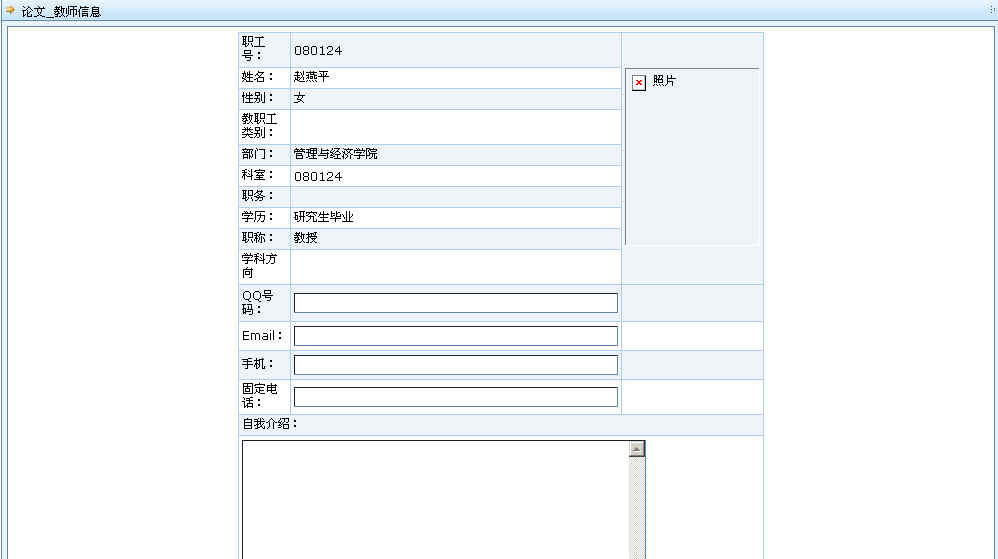 论文_教师信息
职工
号：
080124
照片
姓名：
赵燕平
性别：
女
教职工
类别：
部门：
管理与经济学院
科室：
080124
职务：
学历：
研究生毕业
职称：
教授
学科方
向
QQ号
码：
Email：
手机：
固定电
话：
自我介绍：